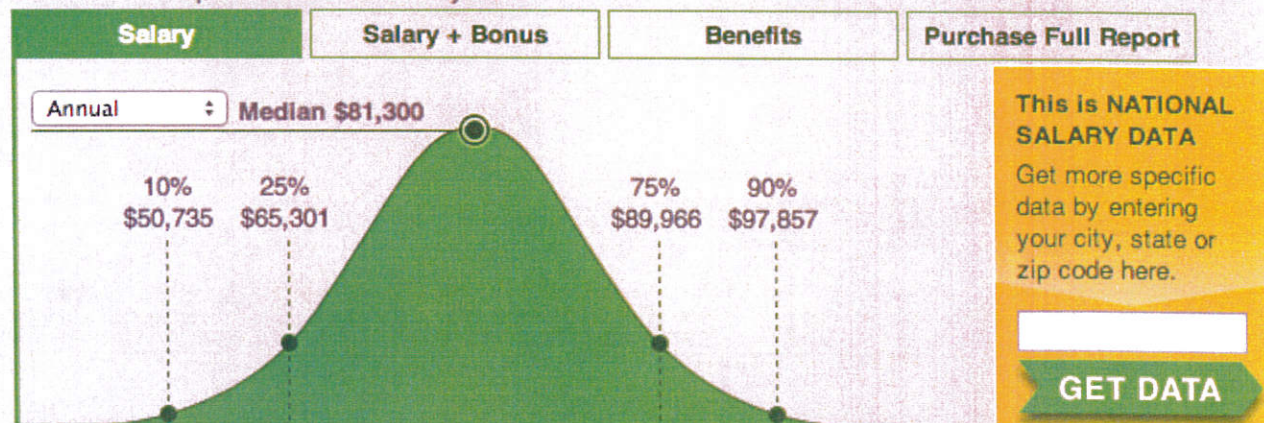 Salary
Salary + Bonus
Benefits
Purchase Full Report
Annual
Median $81,300
10%
$50,735
25%
$65,301
75%
$89,966
90%
$97,857
This is NATIONAL
SALARY DATA
Get more specific
data by entering
your city, state or
zip code here.
GET DATA